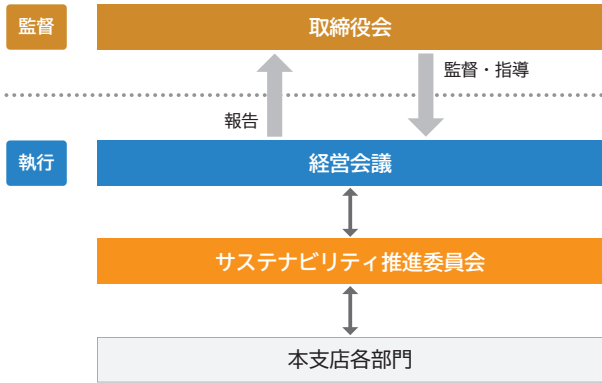 監督
取締役会
監督・指導
報告
執行
経営会議
サステナビリティ推進委員会
本支店各部門